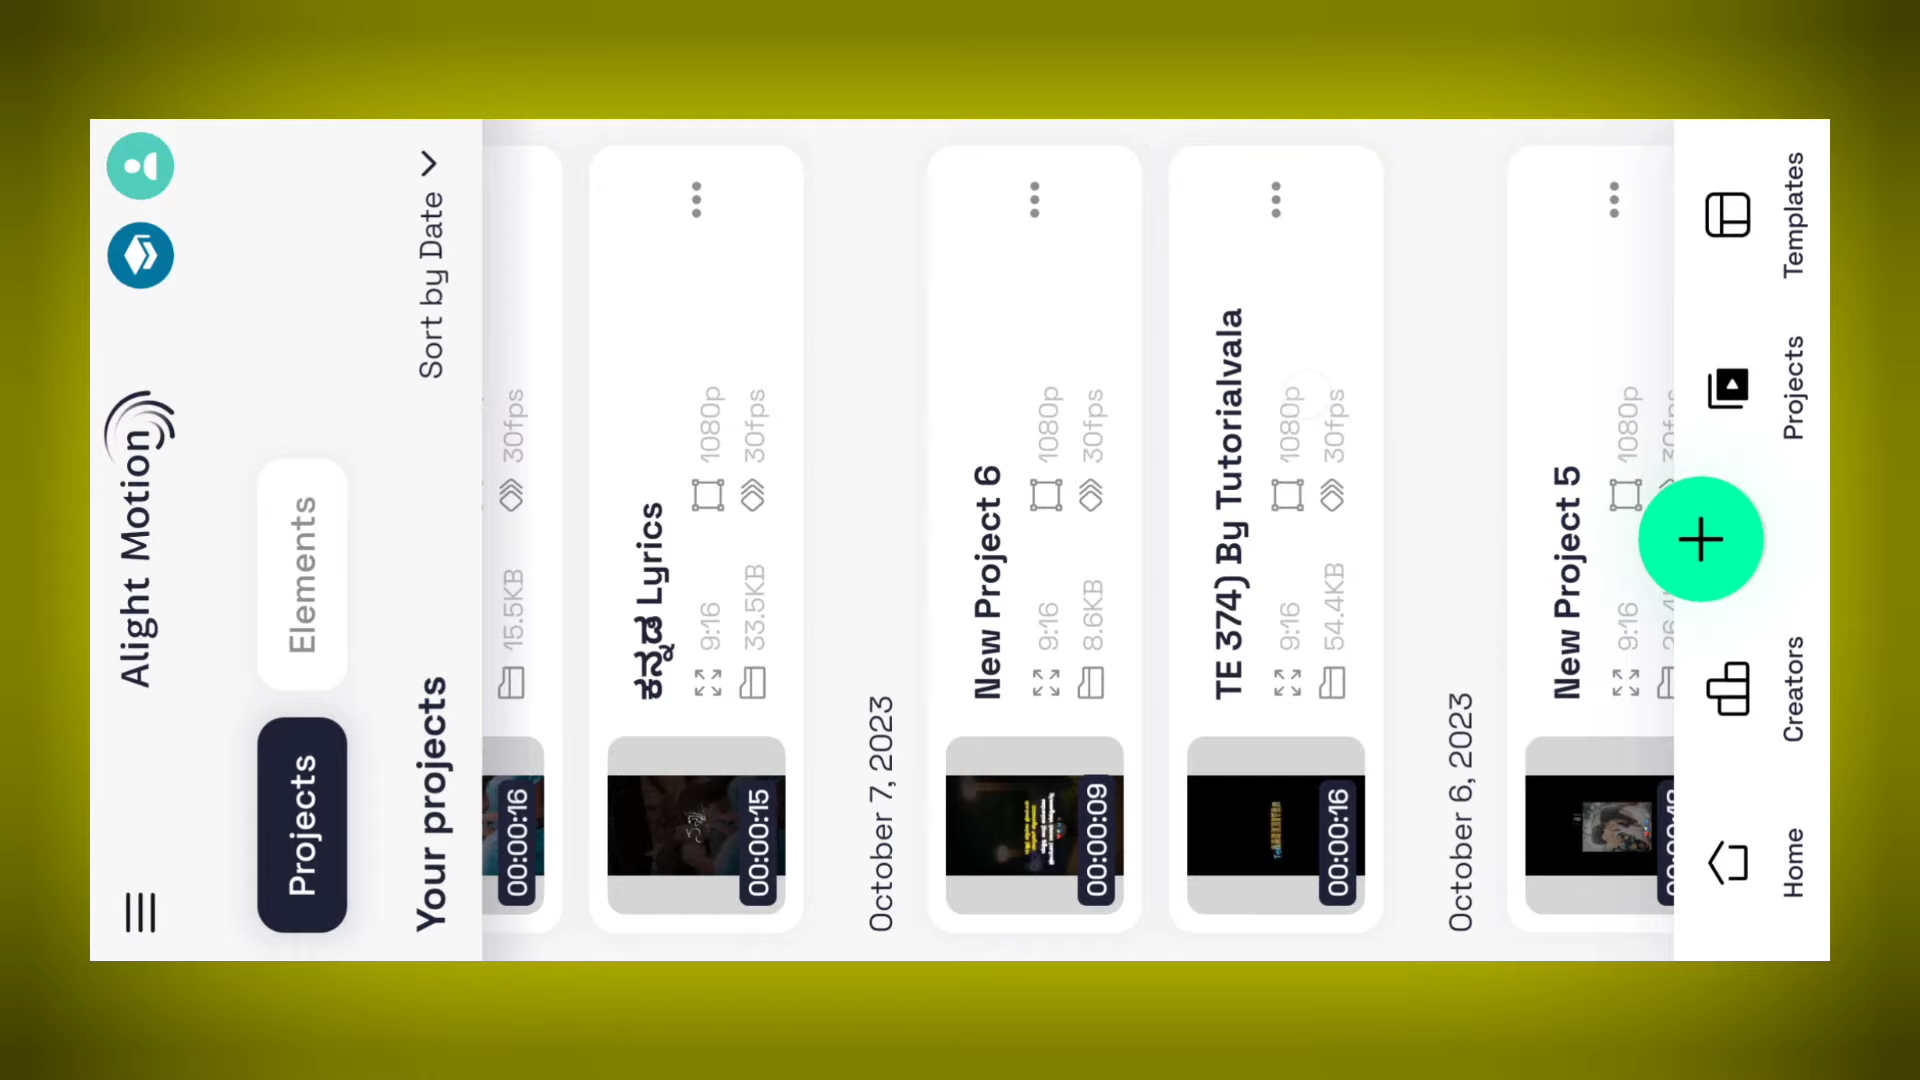 Alight Motion
Projects
Elements
Your projects
Sort by Date
30fps
15.5KB
00:00:16
ಕನ್ನಡ Lyrics
9:16
1080p
33.5KB
30fps
00:00:15
October 7, 2023
New Project 6
9:16
1080p
8.6KB
30fps
00:00:09
TE 374) By Tutorialvala
9:16
1080p
54.4KB
30fps
00:00:16
October 6, 2023
New Project 5
9:16
1080p
Home
Creators
Projects
Templates